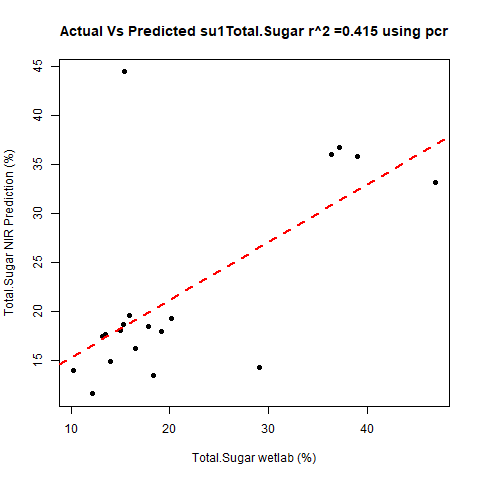 Actual Vs Predicted su1Total.Sugar r^2 =0.415 using pcr
45
40
35
30
25
20
15
Total.Sugar NIR Prediction (%)
10 20 30 40
Total.Sugar wetlab (%)